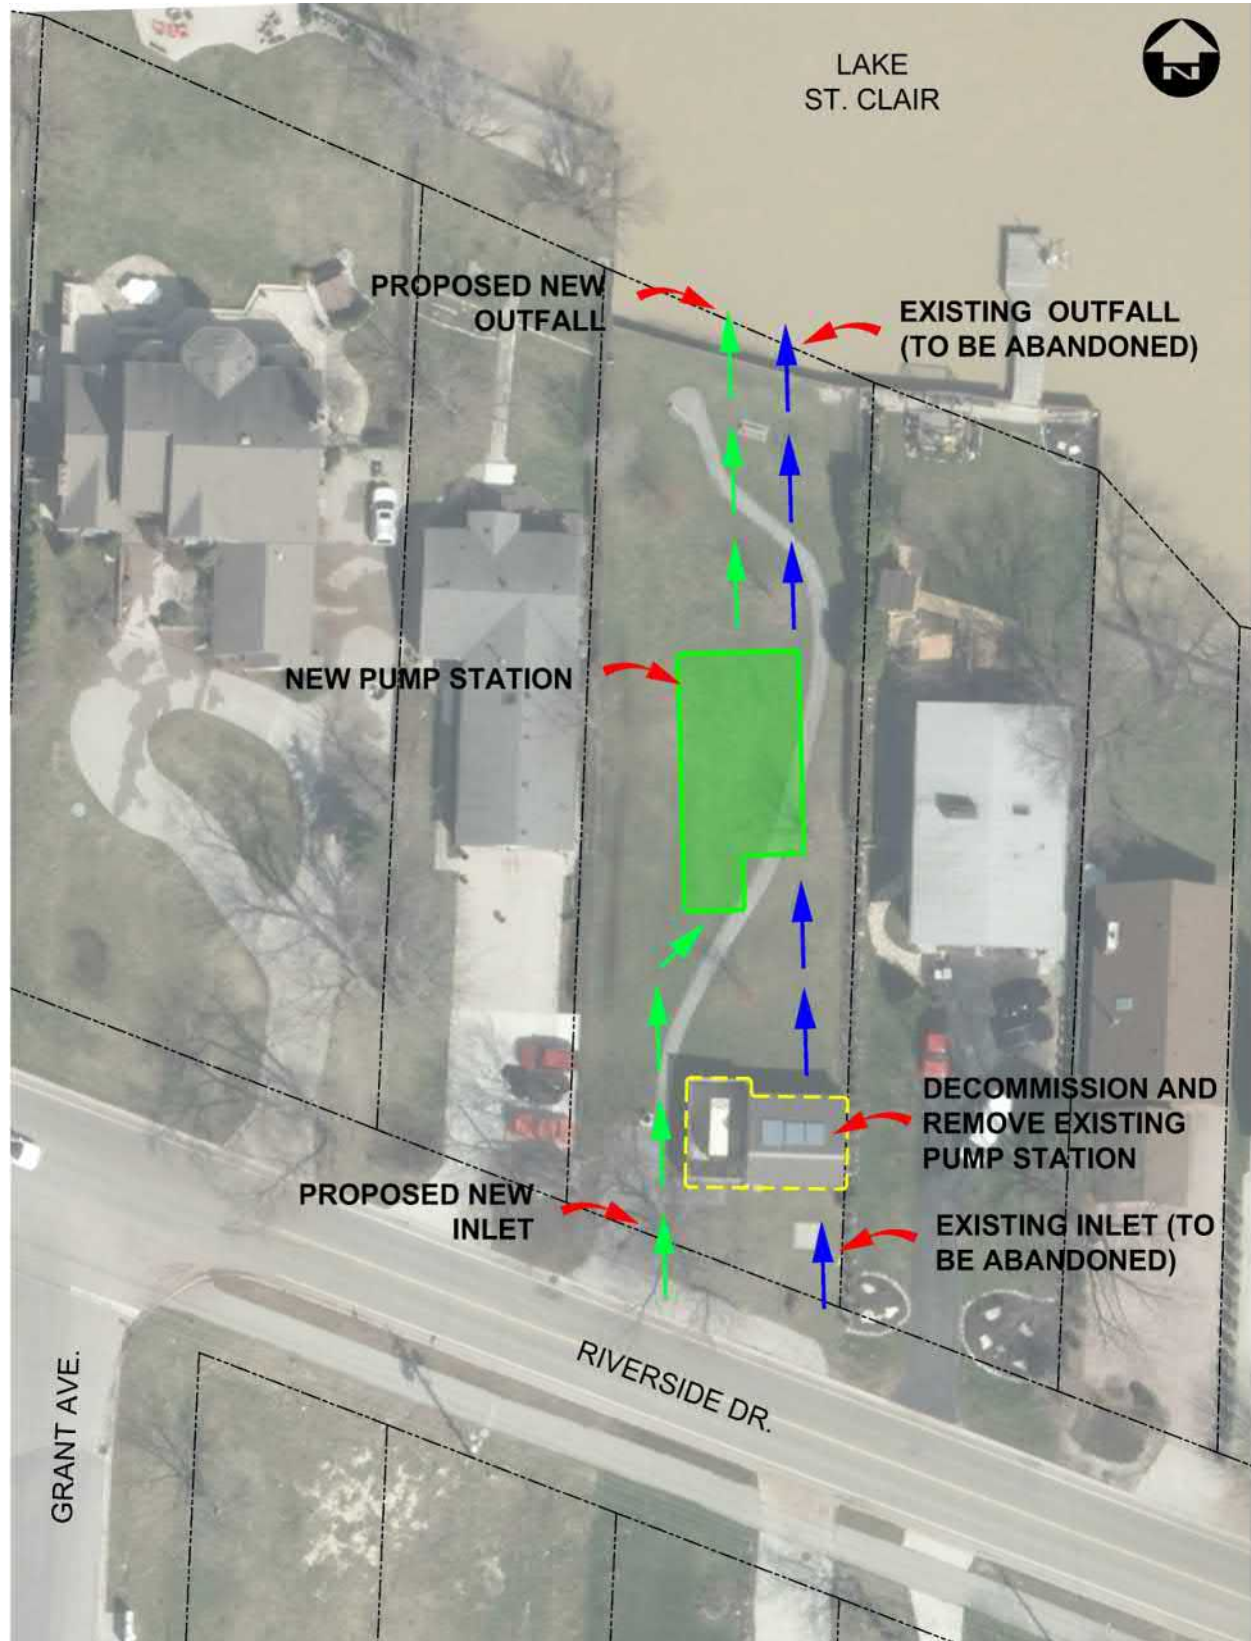 LAKE
ST. CLAIR
N
PROPOSED NEW
OUTFALL
EXISTING OUTFALL
(TO BE ABANDONED)
NEW PUMP STATION
DECOMMISSION AND
REMOVE EXISTING
PUMP STATION
PROPOSED NEW
INLET
EXISTING INLET (TO
BE ABANDONED)
RIVERSIDE DR.
GRANT AVE.